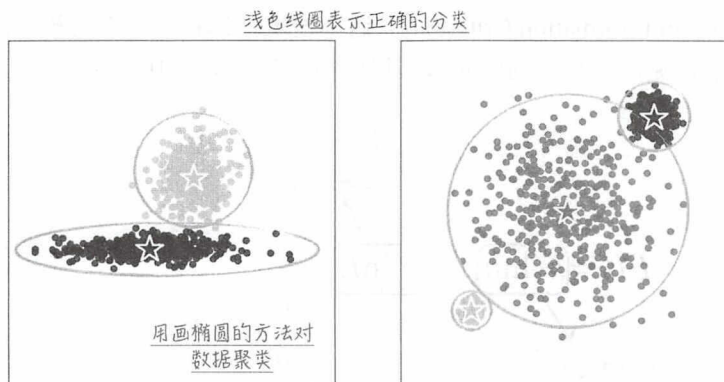 浅色线圈表示正确的分类
用画椭圆的方法对
数据聚类